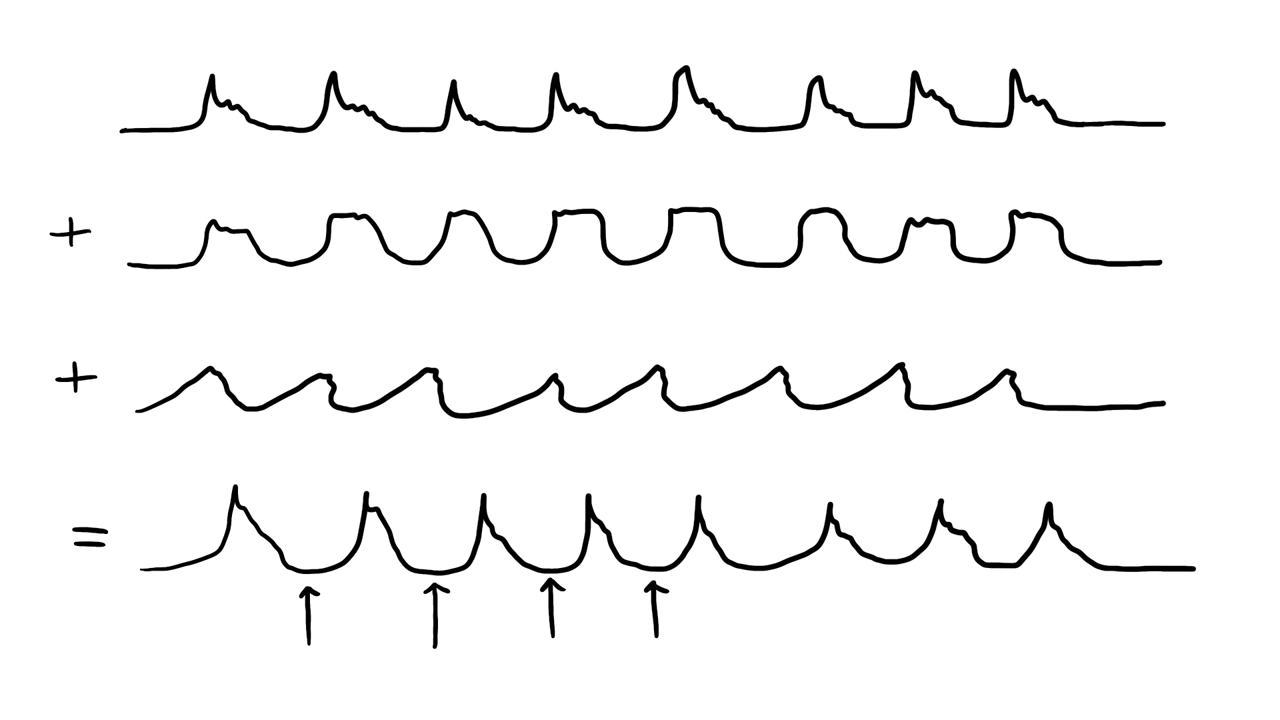 +
+
=